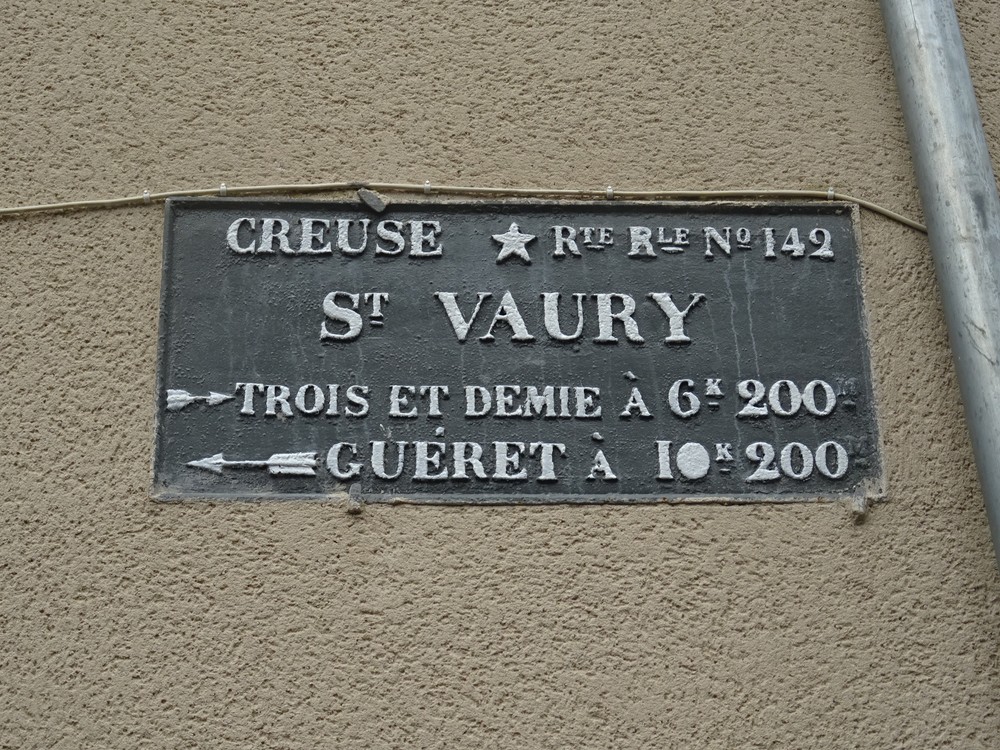 CREUSE ★ RTE RLE NO 142
ST VAURY
TROIS ET DEMIE À 6K 200M
GUÉRET À 10K 200